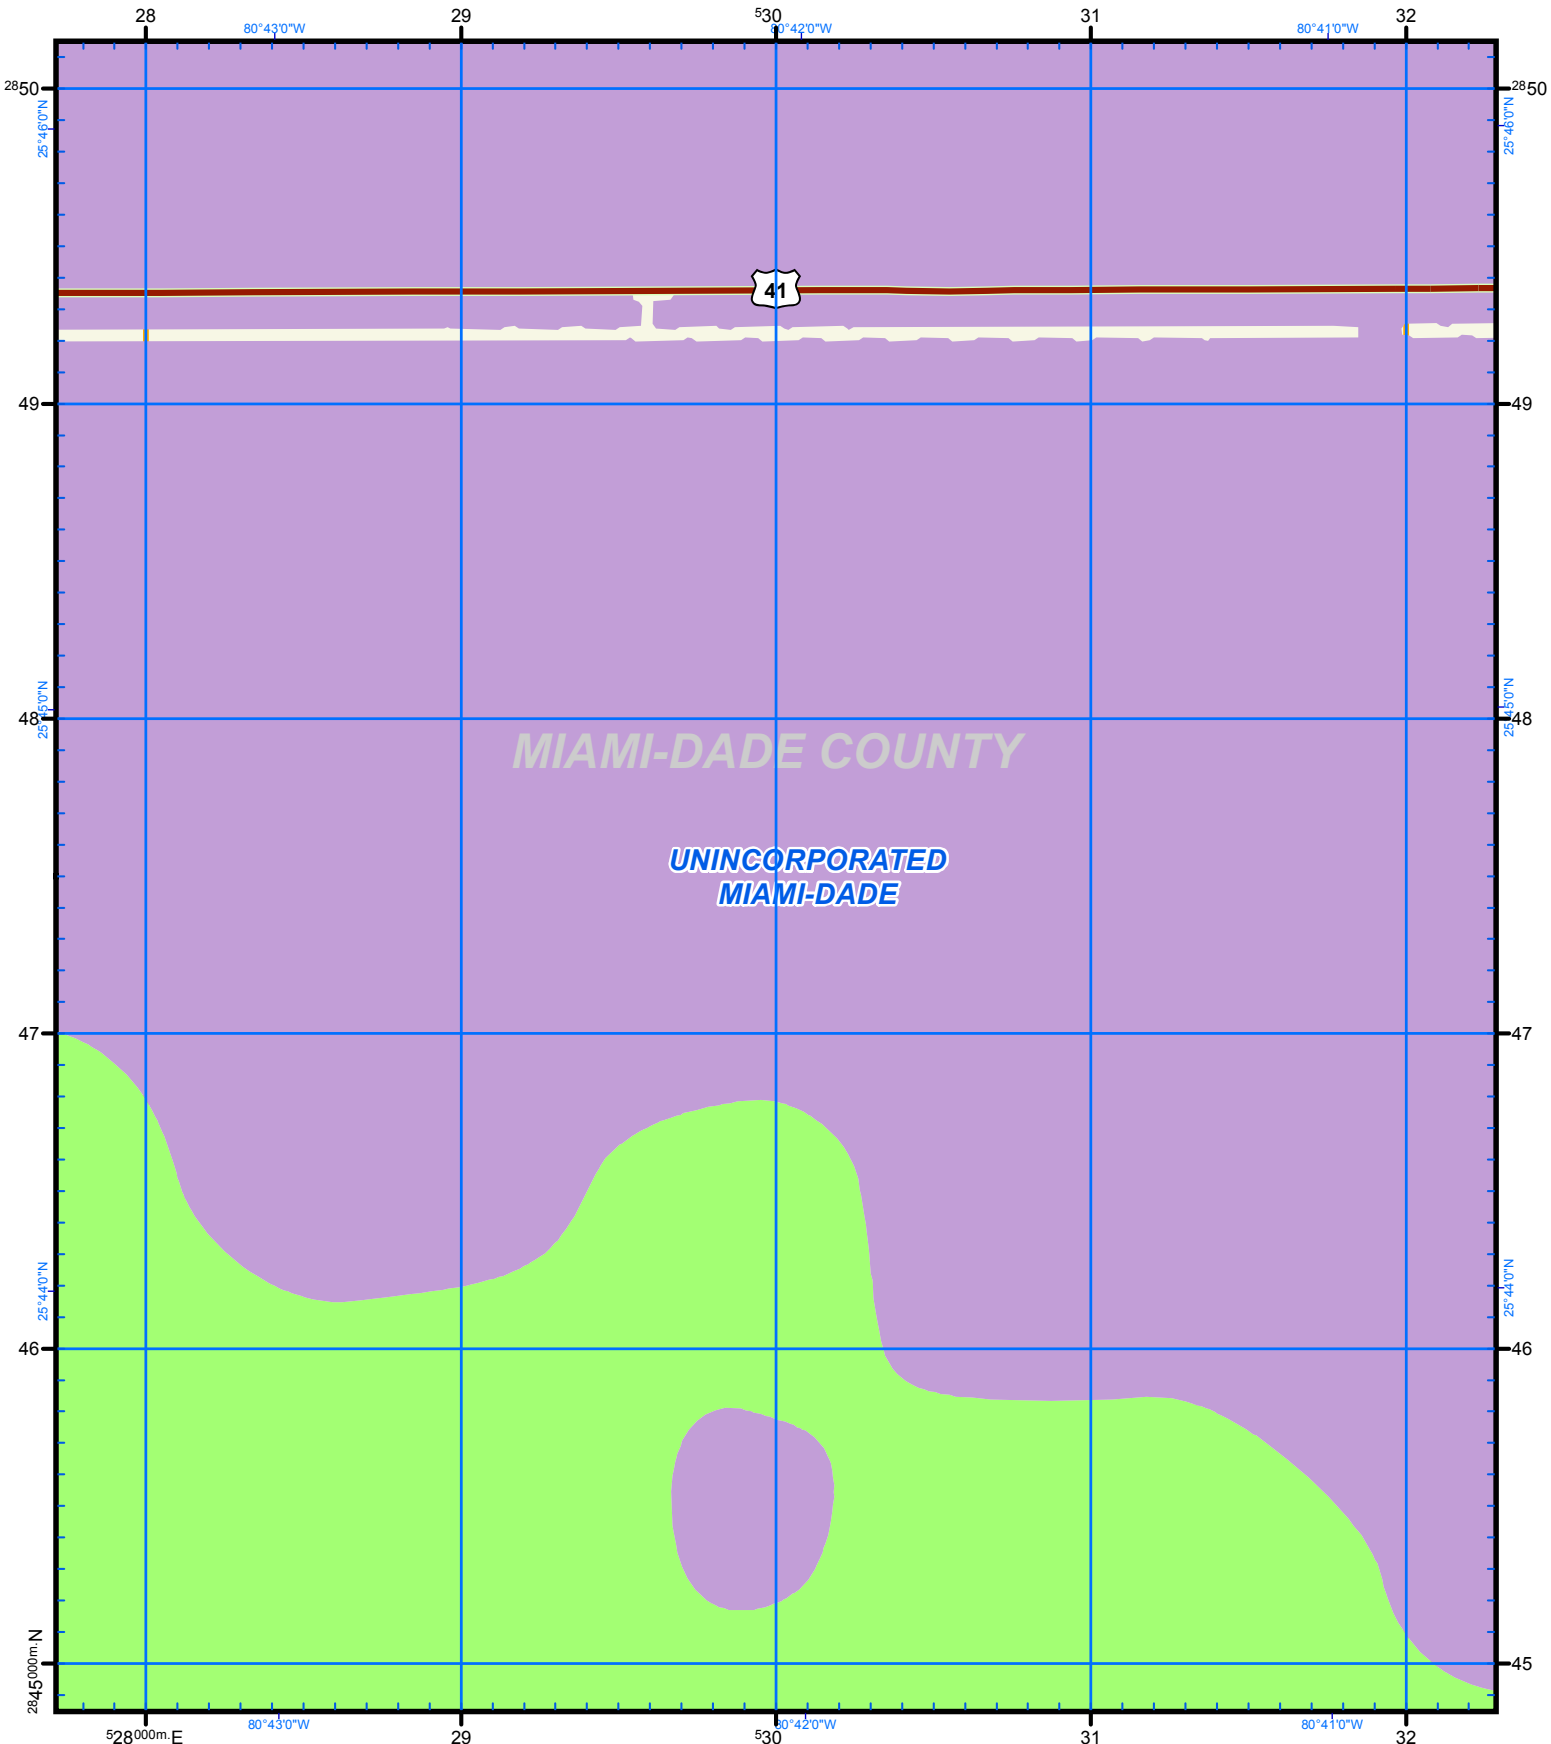 28 29 ⁵30 31 32
80°43'0"W 80°42'0"W 80°41'0"W
²⁸50 ²⁸50
25°46'0"N 25°46'0"N
41
49 49
25°45'0"N 25°45'0"N
48 48
MIAMI-DADE COUNTY
UNINCORPORATED
MIAMI-DADE
47 47
25°44'0"N 25°44'0"N
46 46
²⁸45⁰⁰⁰ᵐ·N 45
80°43'0"W 80°42'0"W 80°41'0"W
⁵28⁰⁰⁰ᵐ·E 29 ⁵30 31 32